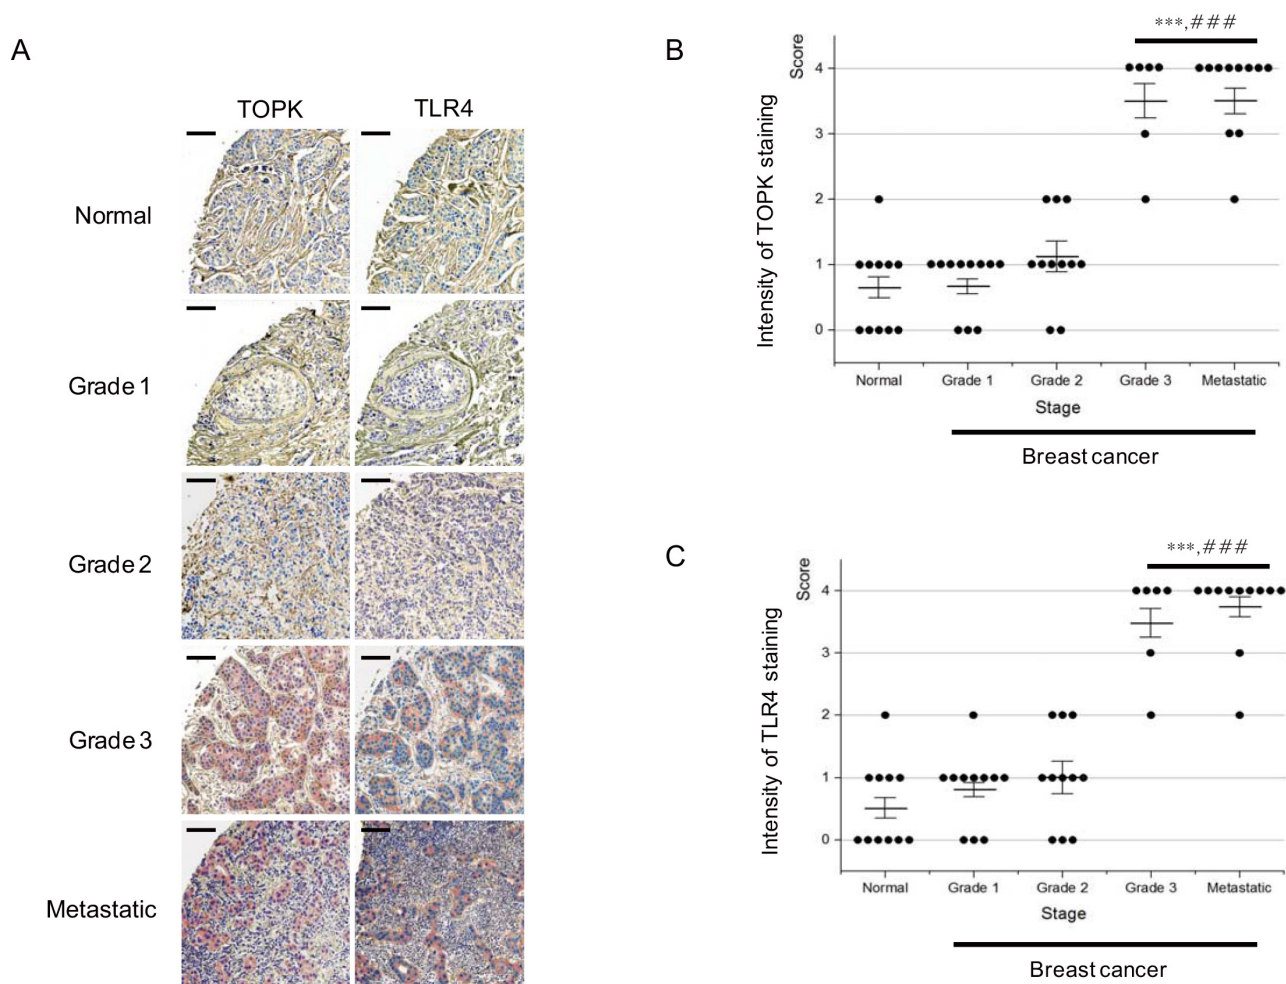 A
TOPK
TLR4
Normal
Grade 1
Grade 2
Grade 3
Metastatic
B
***,###
Score
Intensity of TOPK staining
4
3
2
1
0
Normal
Grade 1
Grade 2
Grade 3
Metastatic
Stage
Breast cancer
C
***,###
Score
Intensity of TLR4 staining
4
3
2
1
0
Normal
Grade 1
Grade 2
Grade 3
Metastatic
Stage
Breast cancer